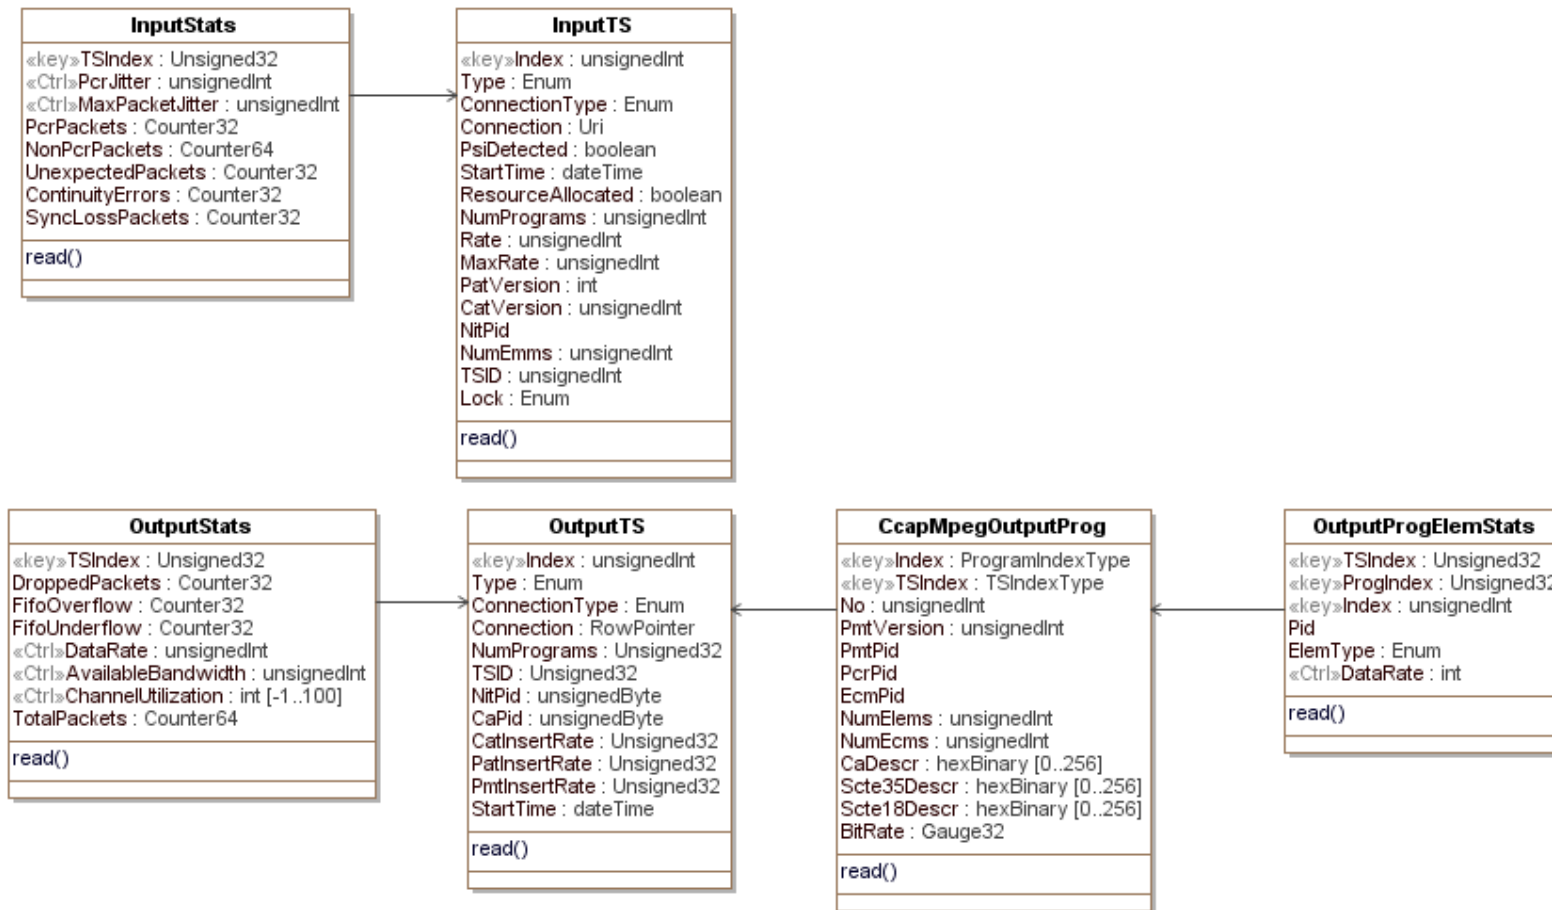 InputStats
«key»TSIndex : Unsigned32
«Ctrl»PcrJitter : unsignedInt
«Ctrl»MaxPacketJitter : unsignedInt
PcrPackets : Counter32
NonPcrPackets : Counter64
UnexpectedPackets : Counter32
ContinuityErrors : Counter32
SyncLossPackets : Counter32
read()
InputTS
«key»Index : unsignedInt
Type : Enum
ConnectionType : Enum
Connection : Uri
PsiDetected : boolean
StartTime : dateTime
ResourceAllocated : boolean
NumPrograms : unsignedInt
Rate : unsignedInt
MaxRate : unsignedInt
PatVersion : int
CatVersion : unsignedInt
NitPid
NumEmms : unsignedInt
TSID : unsignedInt
Lock : Enum
read()
OutputStats
«key»TSIndex : Unsigned32
DroppedPackets : Counter32
FifoOverflow : Counter32
FifoUnderflow : Counter32
«Ctrl»DataRate : unsignedInt
«Ctrl»AvailableBandwidth : unsignedInt
«Ctrl»ChannelUtilization : int [-1..100]
TotalPackets : Counter64
read()
OutputTS
«key»Index : unsignedInt
Type : Enum
ConnectionType : Enum
Connection : RowPointer
NumPrograms : Unsigned32
TSID : Unsigned32
NitPid : unsignedByte
CaPid : unsignedByte
CatInsertRate : Unsigned32
PatInsertRate : Unsigned32
PmtInsertRate : Unsigned32
StartTime : dateTime
read()
CcapMpegOutputProg
«key»Index : ProgramIndexType
«key»TSIndex : TSIndexType
No : unsignedInt
PmtVersion : unsignedInt
PmtPid
PcrPid
EcmPid
NumElems : unsignedInt
NumEcms : unsignedInt
CaDescr : hexBinary [0..256]
Scte35Descr : hexBinary [0..256]
Scte18Descr : hexBinary [0..256]
BitRate : Gauge32
read()
OutputProgElemStats
«key»TSIndex : Unsigned32
«key»ProgIndex : Unsigned32
«key»Index : unsignedInt
Pid
ElemType : Enum
«Ctrl»DataRate : int
read()